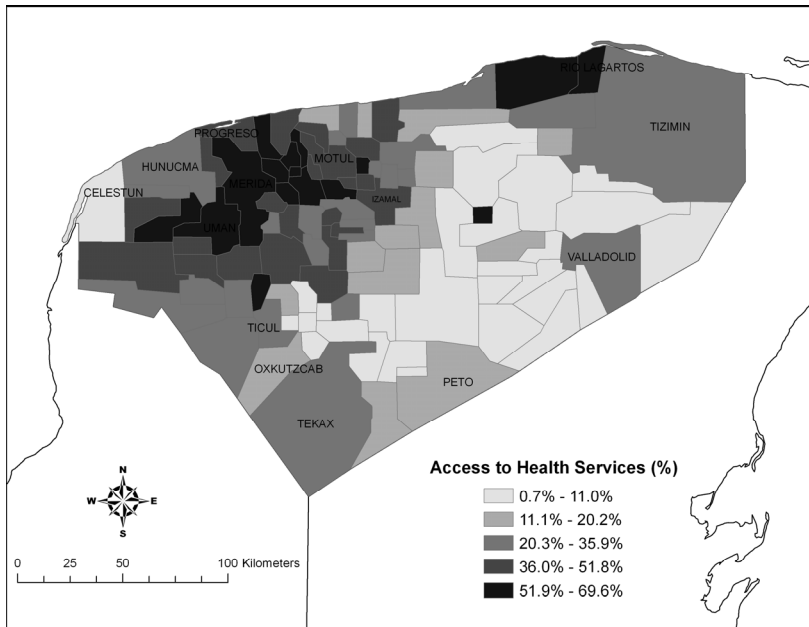 RIO LAGARTOS
TIZIMIN
PROGRESO
MOTUL
HUNUCMA
MERIDA
CELESTUN
IZAMAL
UMAN
VALLADOLID
TICUL
OXKUTZCAB
PETO
TEKAX
Access to Health Services (%)
0.7% - 11.0%
11.1% - 20.2%
20.3% - 35.9%
36.0% - 51.8%
51.9% - 69.6%
N
W E
S
0 25 50 100 Kilometers